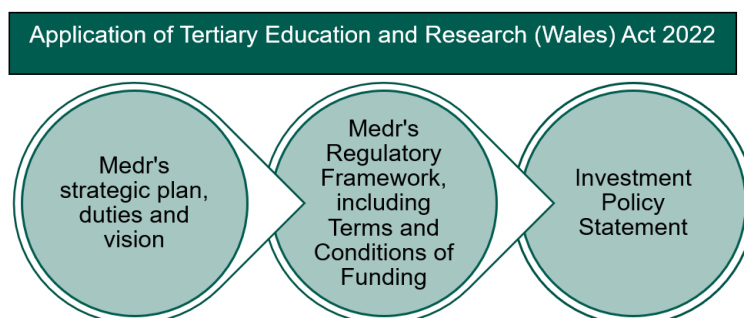 Application of Tertiary Education and Research (Wales) Act 2022
Medr's
strategic plan,
duties and
vision
Medr's
Regulatory
Framework,
including
Terms and
Conditions of
Funding
Investment
Policy
Statement